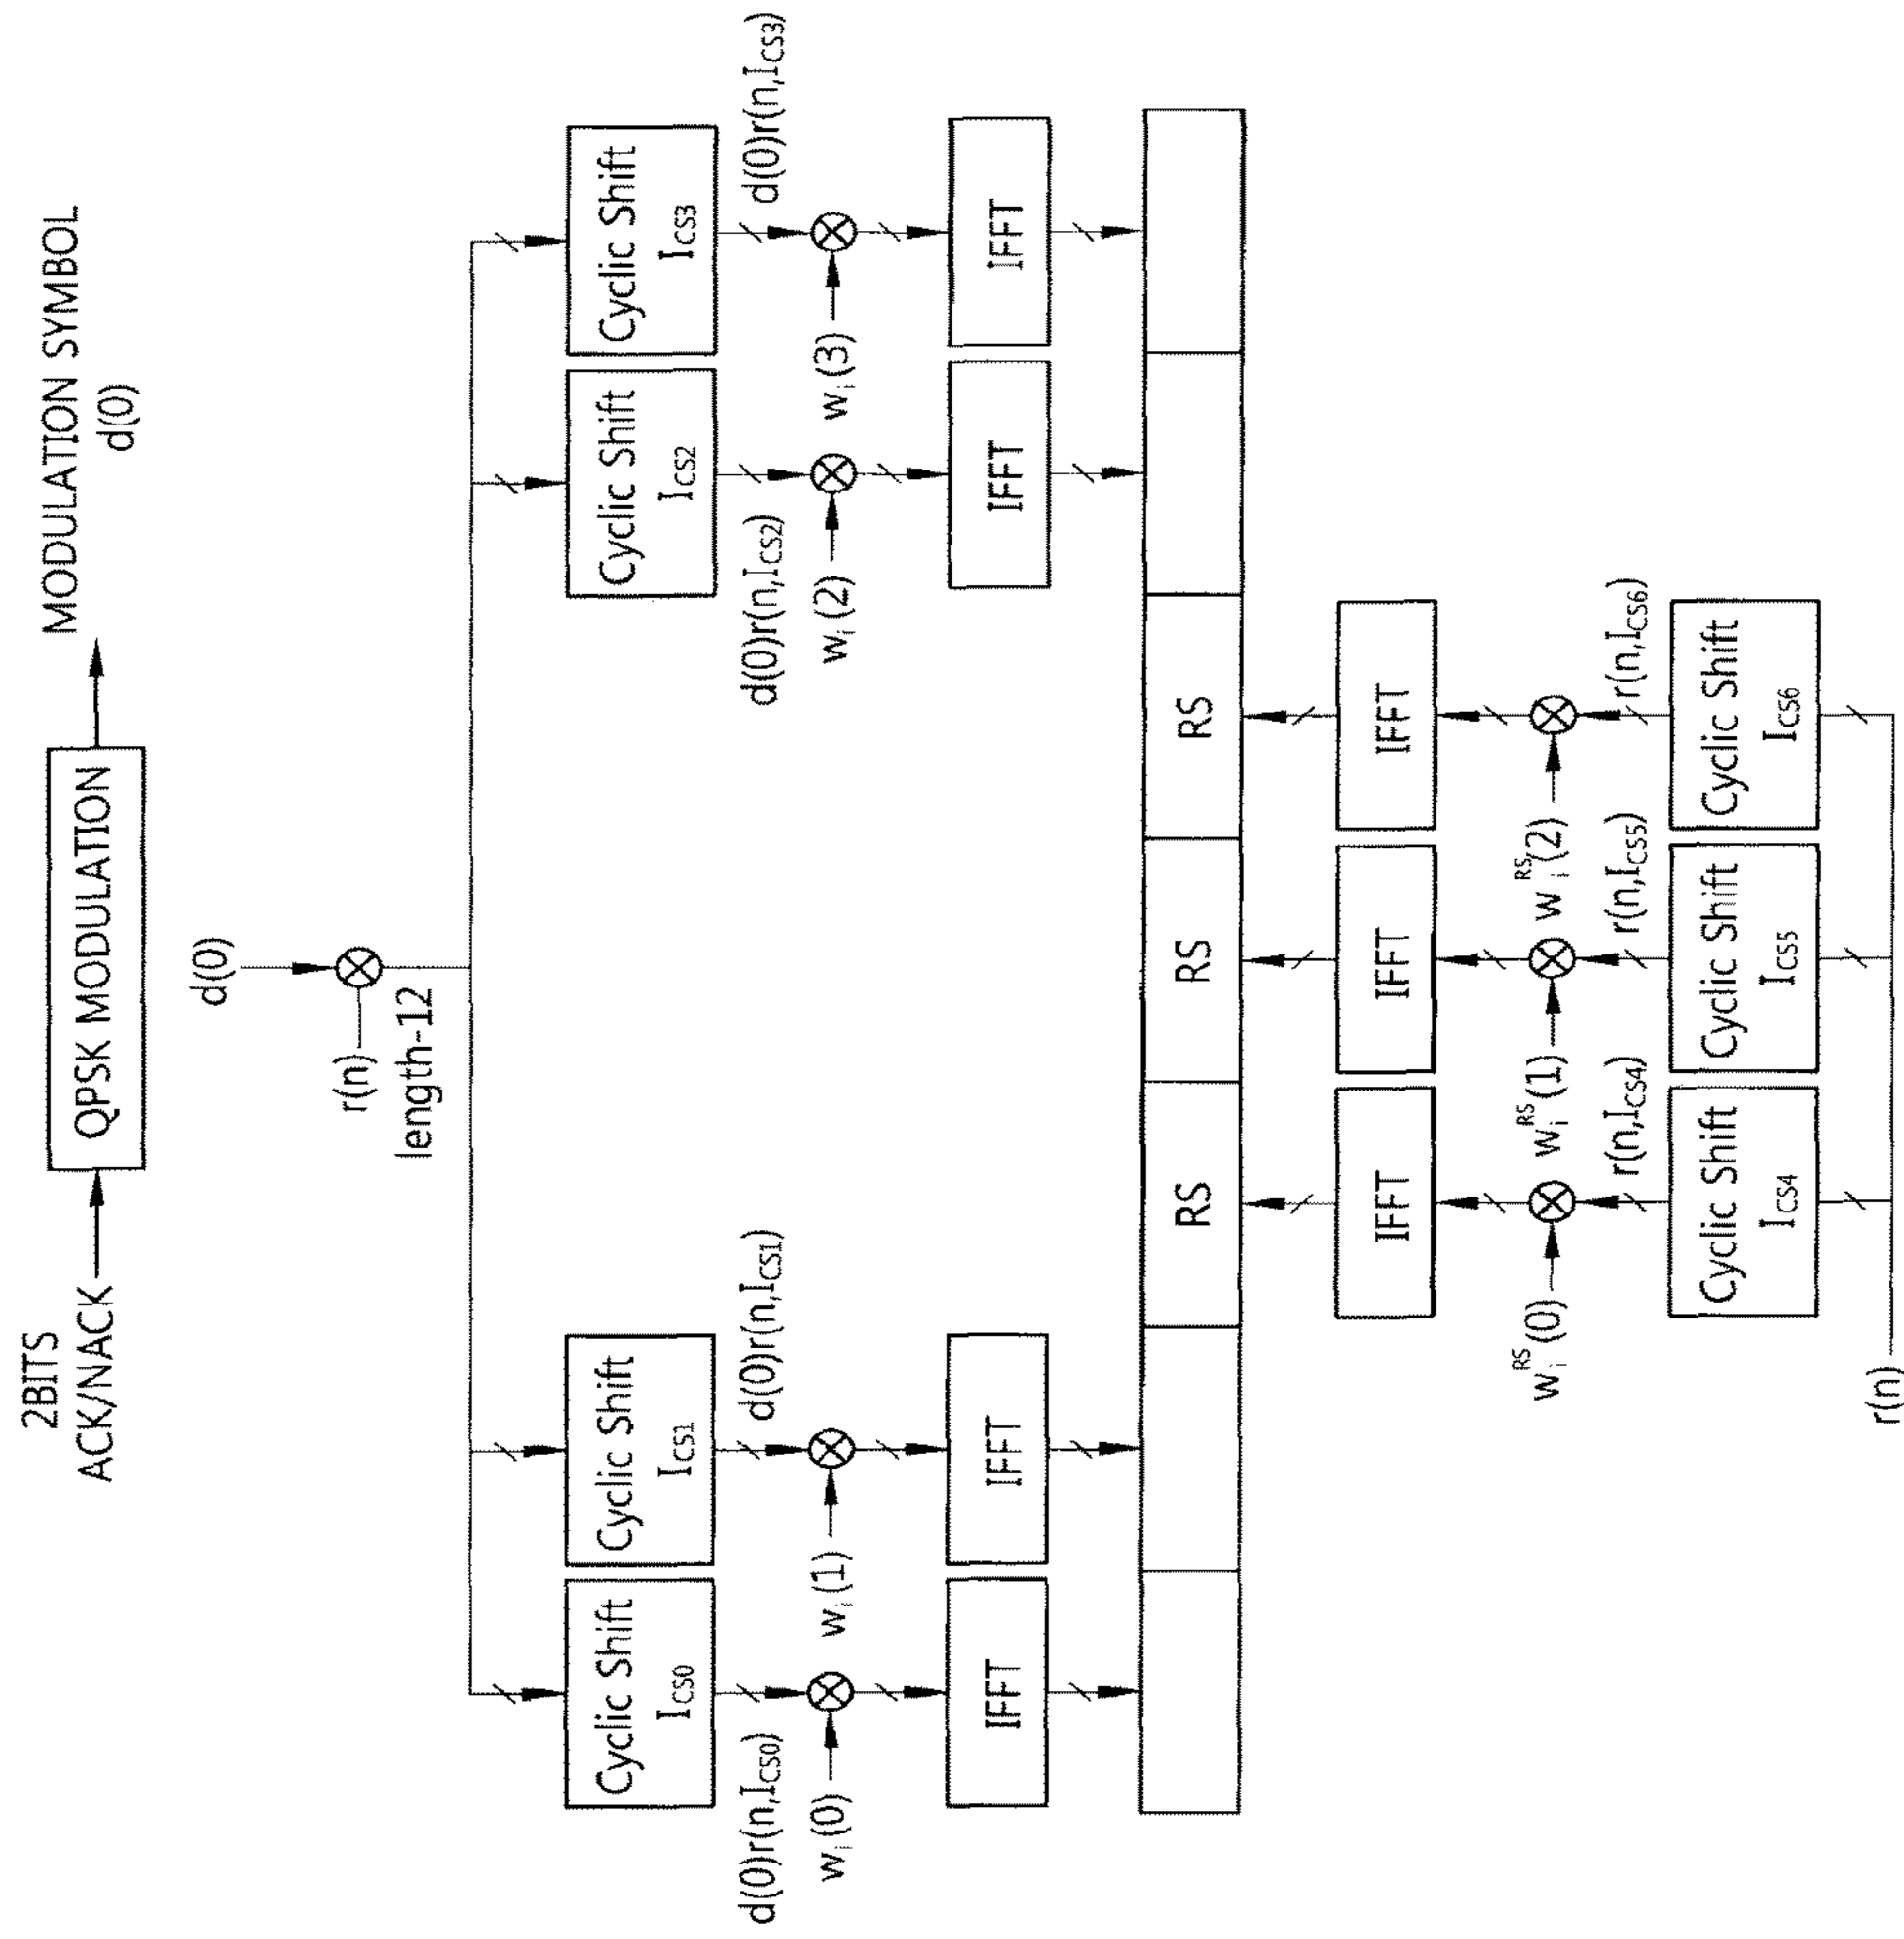 2BITS
ACK/NACK
QPSK MODULATION
MODULATION SYMBOL
d(0)
d(0)
r(n)
length-12
Cyclic Shift
I_CS0
Cyclic Shift
I_CS1
Cyclic Shift
I_CS2
Cyclic Shift
I_CS3
d(0)r(n,I_CS0)
d(0)r(n,I_CS1)
d(0)r(n,I_CS2)
d(0)r(n,I_CS3)
w_i(0)
w_i(1)
w_i(2)
w_i(3)
IFFT
IFFT
IFFT
IFFT
RS
RS
RS
IFFT
IFFT
IFFT
w_i^RS(0)
w_i^RS(1)
w_i^RS(2)
r(n,I_CS4)
r(n,I_CS5)
r(n,I_CS6)
Cyclic Shift
I_CS4
Cyclic Shift
I_CS5
Cyclic Shift
I_CS6
r(n)